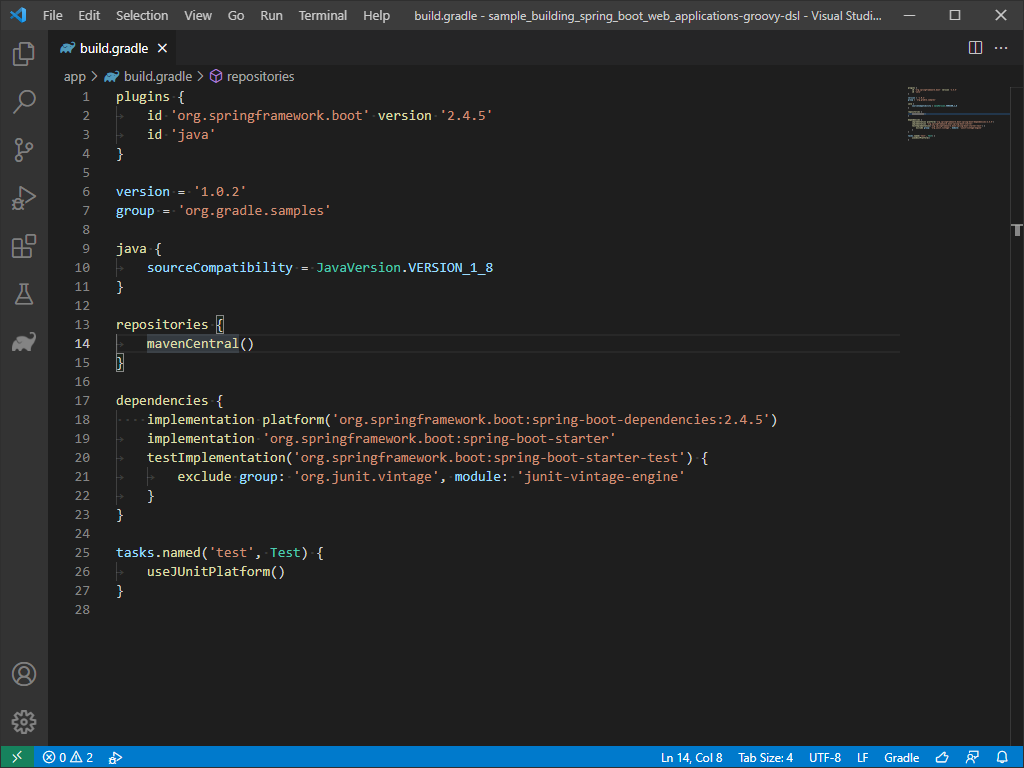 File Edit Selection View Go Run Terminal Help build.gradle - sample_building_spring_boot_web_applications-groovy-dsl - Visual Studi...
build.gradle
app > build.gradle > repositories
1 plugins {
2 id 'org.springframework.boot' version '2.4.5'
3 id 'java'
4 }
5
6 version = '1.0.2'
7 group = 'org.gradle.samples'
8
9 java {
10 sourceCompatibility = JavaVersion.VERSION_1_8
11 }
12
13 repositories {
14 mavenCentral()
15 }
16
17 dependencies {
18 implementation platform('org.springframework.boot:spring-boot-dependencies:2.4.5')
19 implementation 'org.springframework.boot:spring-boot-starter'
20 testImplementation('org.springframework.boot:spring-boot-starter-test') {
21 exclude group: 'org.junit.vintage', module: 'junit-vintage-engine'
22 }
23 }
24
25 tasks.named('test', Test) {
26 useJUnitPlatform()
27 }
28
0 2 Ln 14, Col 8 Tab Size: 4 UTF-8 LF Gradle